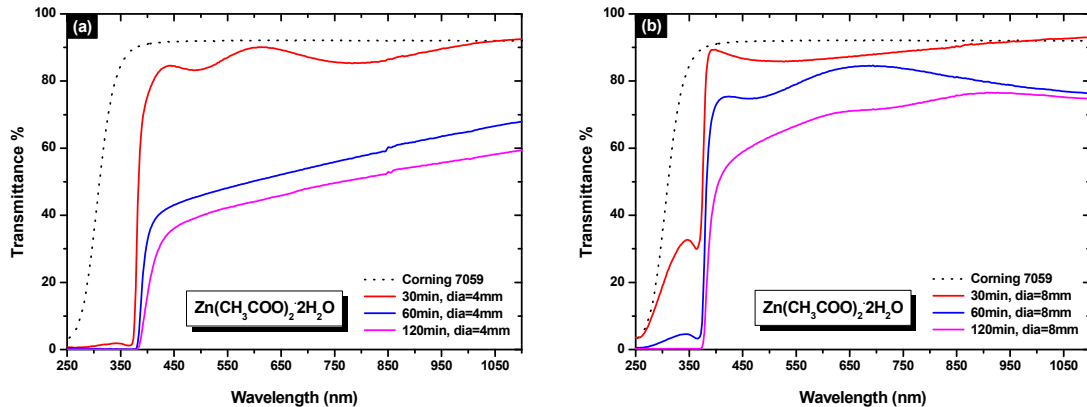 (a)
Transmittance %
100
80
60
40
20
0
250 350 450 550 650 750 850 950 1050
Wavelength (nm)
Zn(CH3COO)2·2H2O
Corning 7059
30min, dia=4mm
60min, dia=4mm
120min, dia=4mm
(b)
Transmittance %
100
80
60
40
20
0
250 350 450 550 650 750 850 950 1050
Wavelength (nm)
Zn(CH3COO)2·2H2O
Corning 7059
30min, dia=8mm
60min, dia=8mm
120min, dia=8mm